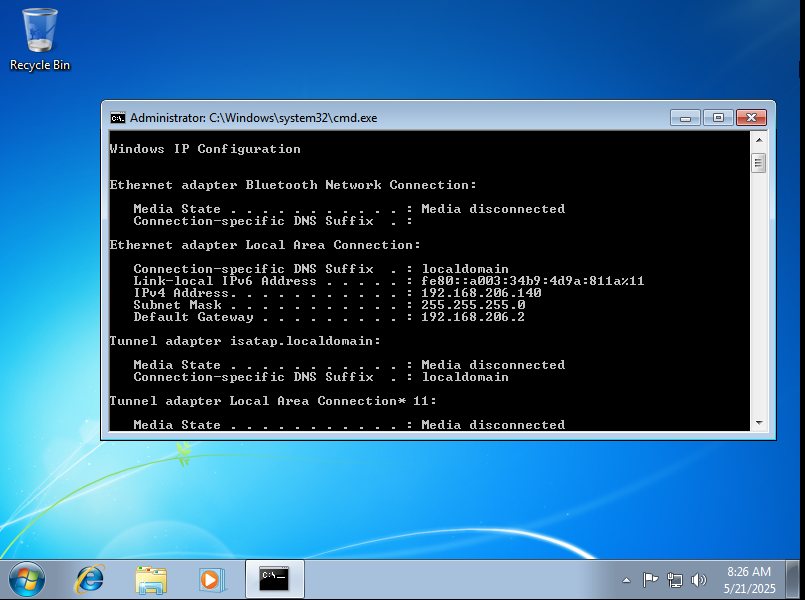 Recycle Bin
Administrator: C:\Windows\system32\cmd.exe
Windows IP Configuration
Ethernet adapter Bluetooth Network Connection:
Media State . . . . . . . . . . . : Media disconnected
Connection-specific DNS Suffix  . :
Ethernet adapter Local Area Connection:
Connection-specific DNS Suffix  . : localdomain
Link-local IPv6 Address . . . . . : fe80::a003:34b9:4d9a:811a%11
IPv4 Address. . . . . . . . . . . : 192.168.206.140
Subnet Mask . . . . . . . . . . . : 255.255.255.0
Default Gateway . . . . . . . . . : 192.168.206.2
Tunnel adapter isatap.localdomain:
Media State . . . . . . . . . . . : Media disconnected
Connection-specific DNS Suffix  . : localdomain
Tunnel adapter Local Area Connection* 11:
Media State . . . . . . . . . . . : Media disconnected
8:26 AM
5/21/2025